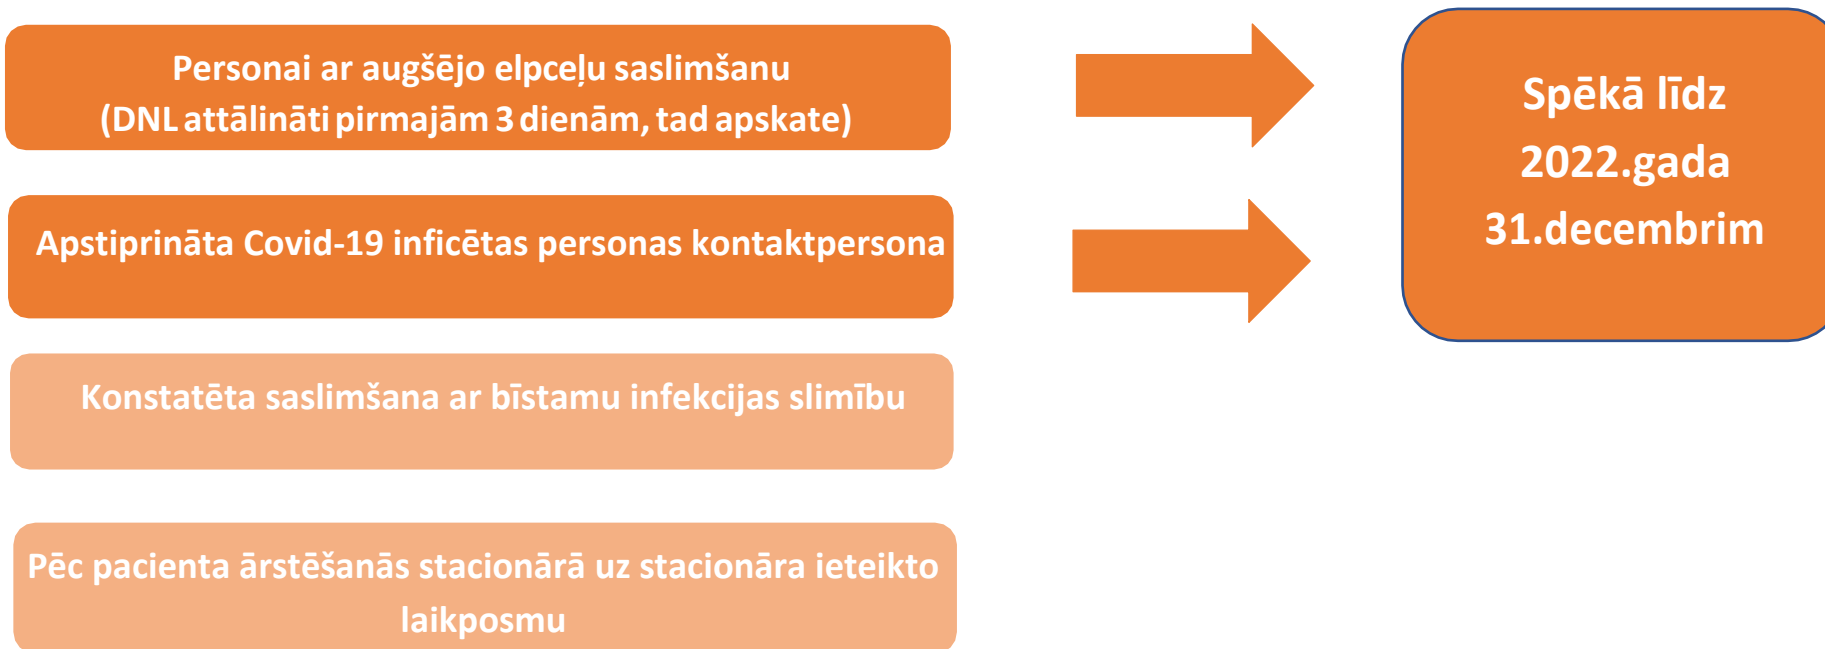 Personai ar augšējo elpceļu saslimšanu
(DNL attālināti pirmajām 3 dienām, tad apskate)
Apstiprināta Covid-19 inficētas personas kontaktpersona
Konstatēta saslimšana ar bīstamu infekcijas slimību
Pēc pacienta ārstēšanās stacionārā uz stacionāra ieteikto
laikposmu
Spēkā līdz
2022.gada
31.decembrim